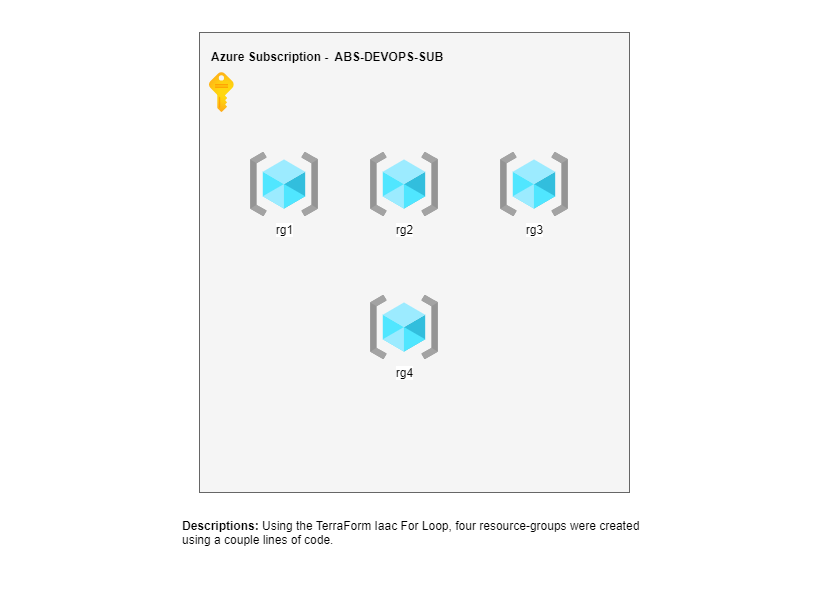 Azure Subscription - ABS-DEVOPS-SUB
rg1
rg2
rg3
rg4
Descriptions: Using the TerraForm Iaac For Loop, four resource-groups were created
using a couple lines of code.